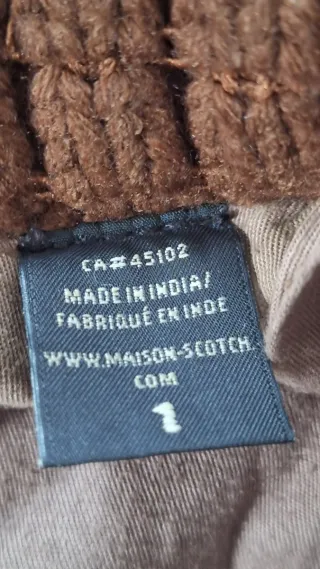 CA#45102
MADE IN INDIA/
FABRIQUÉ EN INDE
WWW.MAISON-SCOTCH.
COM
1